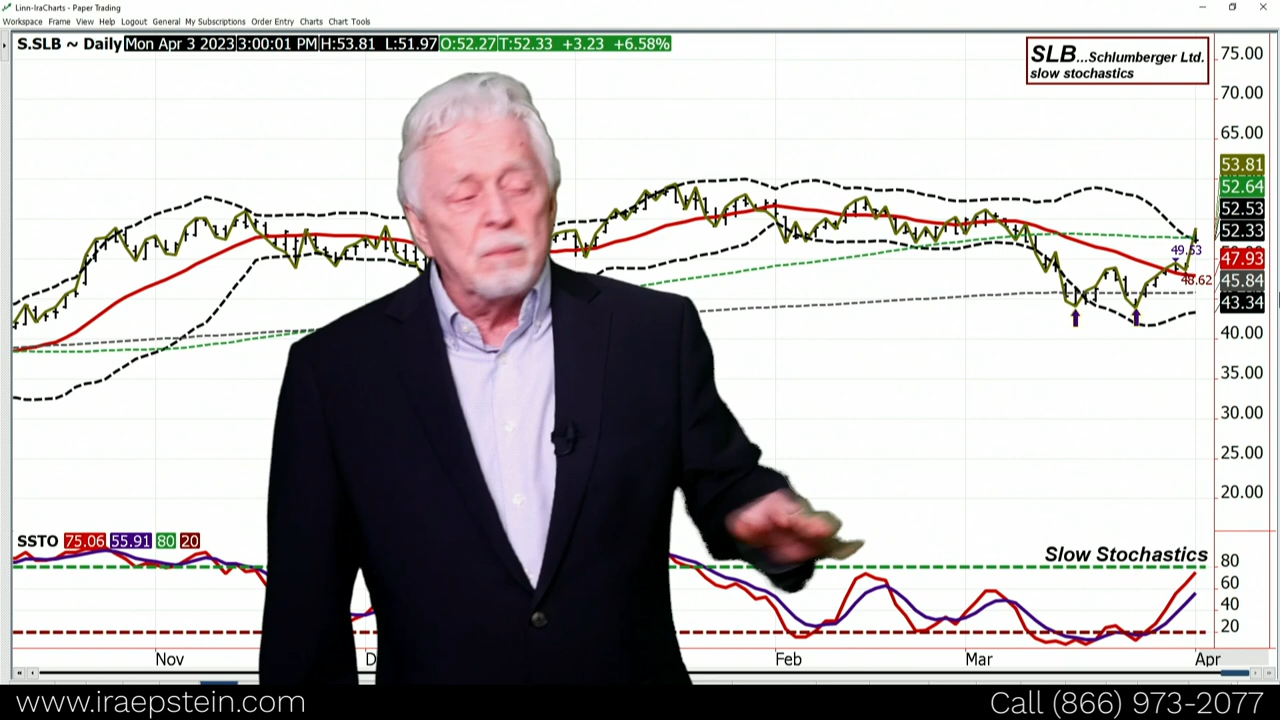 Linn-IraCharts - Paper Trading
Workspace Frame View Help Logout General My Subscriptions Order Entry Charts Chart Tools
S.SLB ~ Daily Mon Apr 3 2023 3:00:01 PM H:53.81 L:51.97 O:52.27 T:52.33 +3.23 +6.58%
SLB...Schlumberger Ltd.
slow stochastics
75.00
70.00
65.00
53.81
52.64
52.53
52.33
49.53
47.93
48.62
45.84
43.34
40.00
35.00
30.00
25.00
20.00
SSTO 75.06 55.91 80 20
Slow Stochastics
80
60
40
20
Nov
D
Feb
Mar
Apr
www.iraepstein.com
Call (866) 973-2077